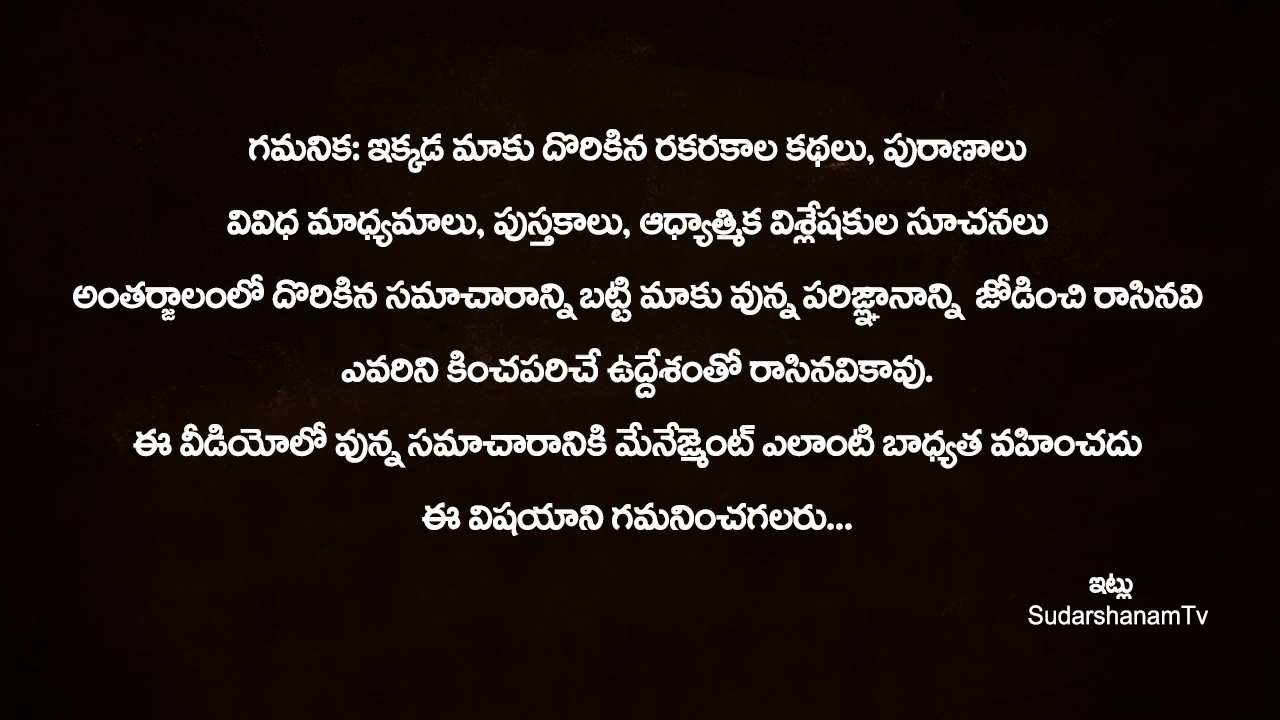 గమనిక: ఇక్కడ మాకు దొరికిన రకరకాల కథలు, పురాణాలు
వివిధ మాధ్యమాలు, పుస్తకాలు, ఆధ్యాత్మిక విశ్లేషకుల సూచనలు
అంతర్జాలంలో దొరికిన సమాచారాన్ని బట్టి మాకు వున్న పరిజ్ఞానాన్ని జోడించి రాసినవి
ఎవరిని కించపరిచే ఉద్దేశంతో రాసినవికావు.
ఈ వీడియోలో వున్న సమాచారానికి మేనేజ్మెంట్ ఎలాంటి బాధ్యత వహించదు
ఈ విషయాని గమనించగలరు...
ఇట్లు
SudarshanamTv